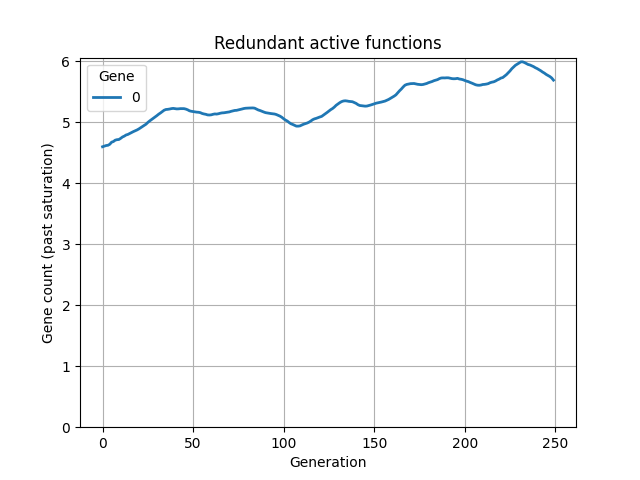 Redundant active functions
Gene
0
6
5
4
3
2
1
0
Gene count (past saturation)
0 50 100 150 200 250
Generation